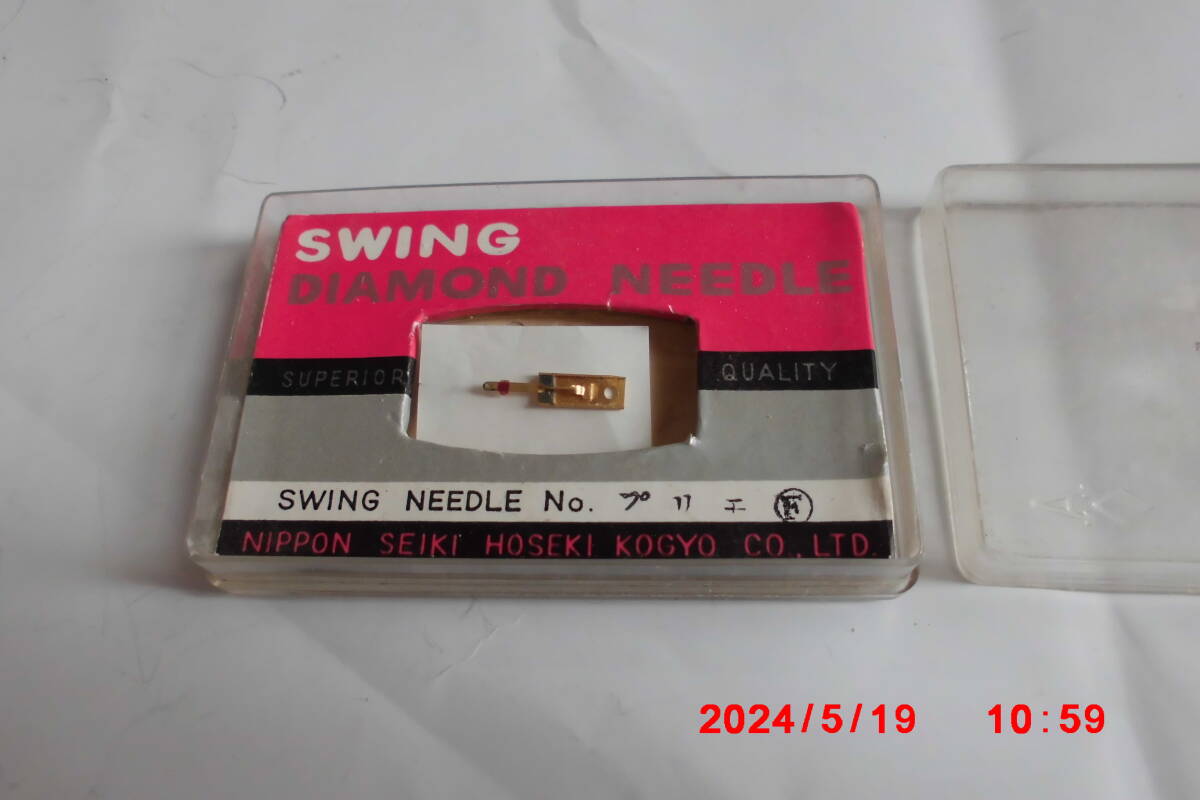 SWING
DIAMOND NEEDLE
SUPERIOR QUALITY
SWING NEEDLE No. プリエ Ⓕ
NIPPON SEIKI HOSEKI KOGYO CO., LTD.
2024/5/19 10:59